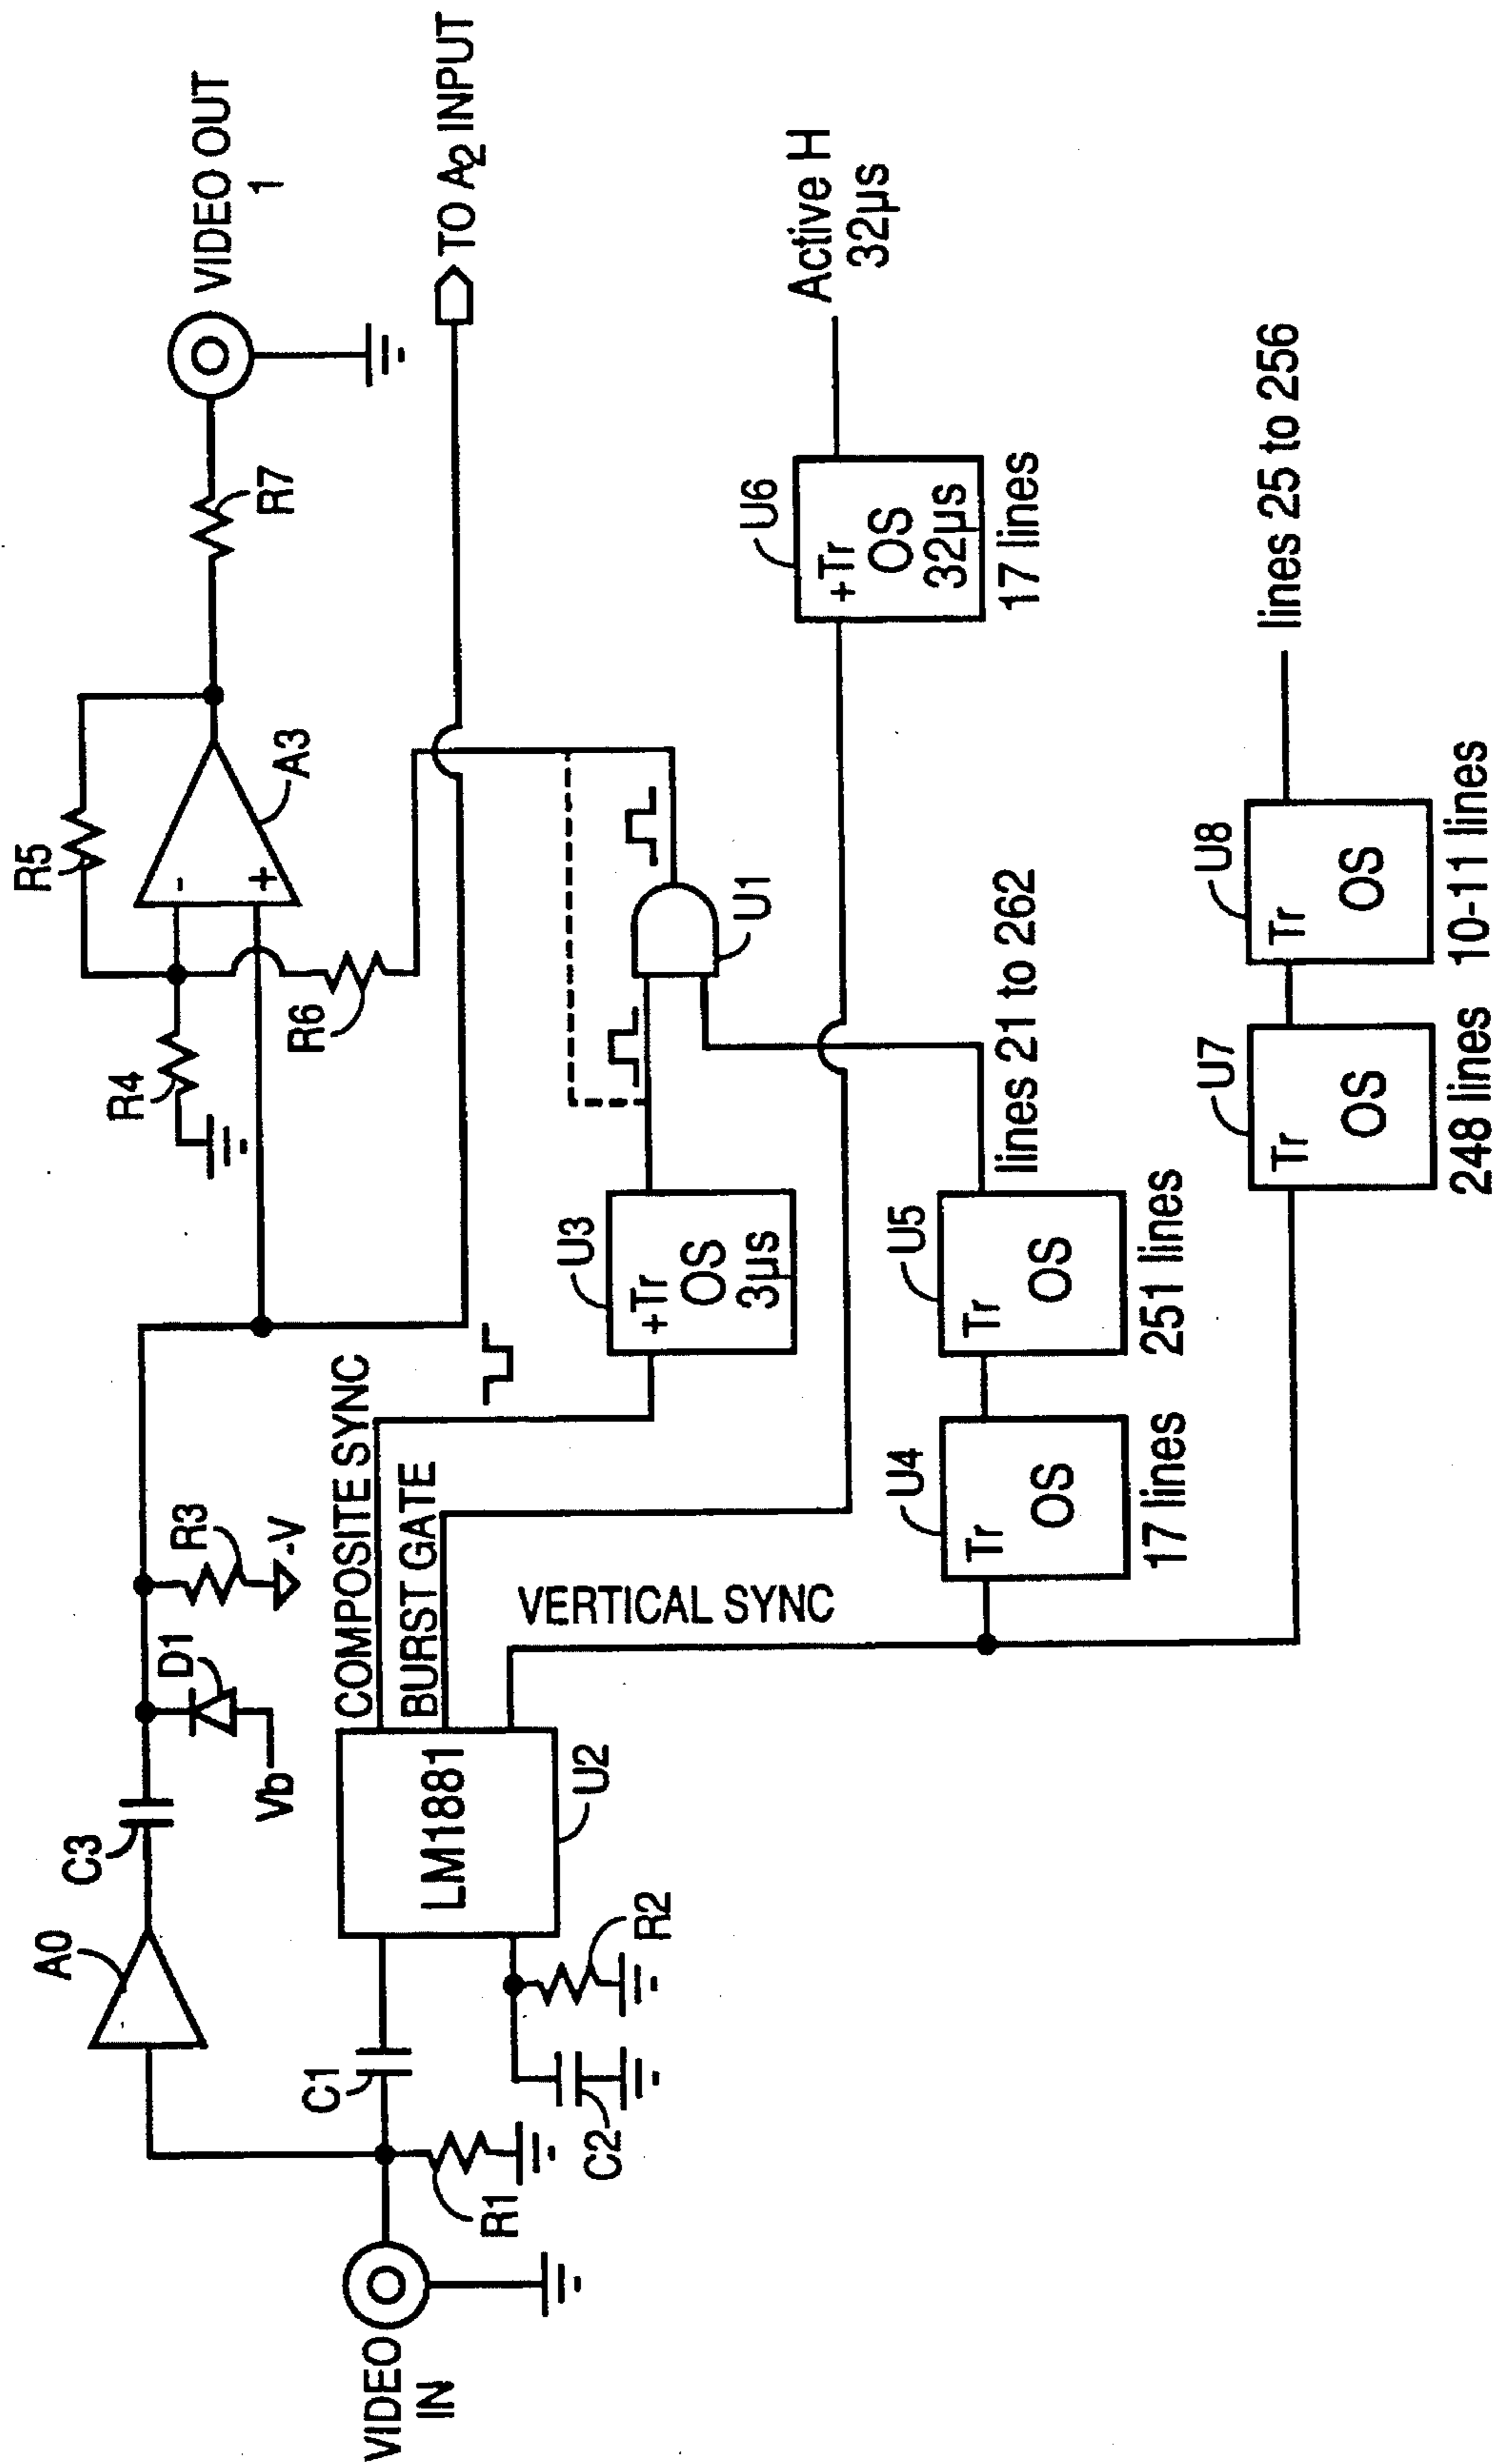 A0
C3
D1
Vb
R3
-V
R5
R4
R6
-
+
A3
R7
VIDEO OUT
1
TO A2 INPUT
VIDEO
IN
R1
C1
C2
R2
LM1881
U2
COMPOSITE SYNC
BURST GATE
VERTICAL SYNC
U3
+Tr
OS
3µs
U1
U6
+Tr
OS
32µs
17 lines
Active H
32µs
U4
Tr
OS
17 lines
U5
Tr
OS
251 lines
lines 21 to 262
U7
Tr
OS
248 lines
U8
Tr
OS
10-11 lines
lines 25 to 256